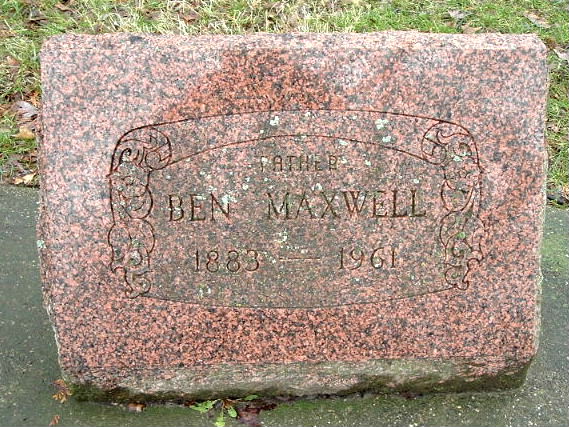 FATHER
BEN MAXWELL
1883 — 1961